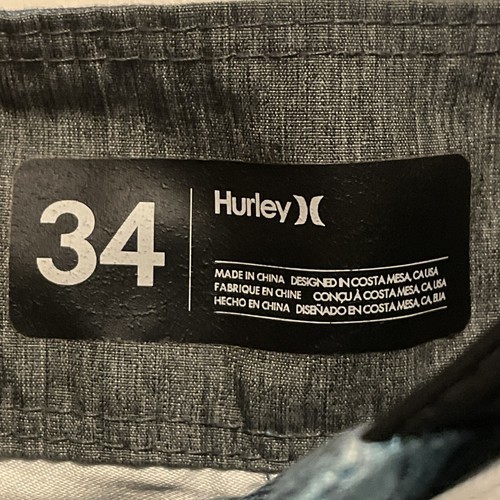 34
Hurley
MADE IN CHINA DESIGNED IN COSTA MESA, CA USA
FABRIQUE EN CHINE CONÇU À COSTA MESA, CA, USA
HECHO EN CHINA DISEÑADO EN COSTA MESA, CA. EUA